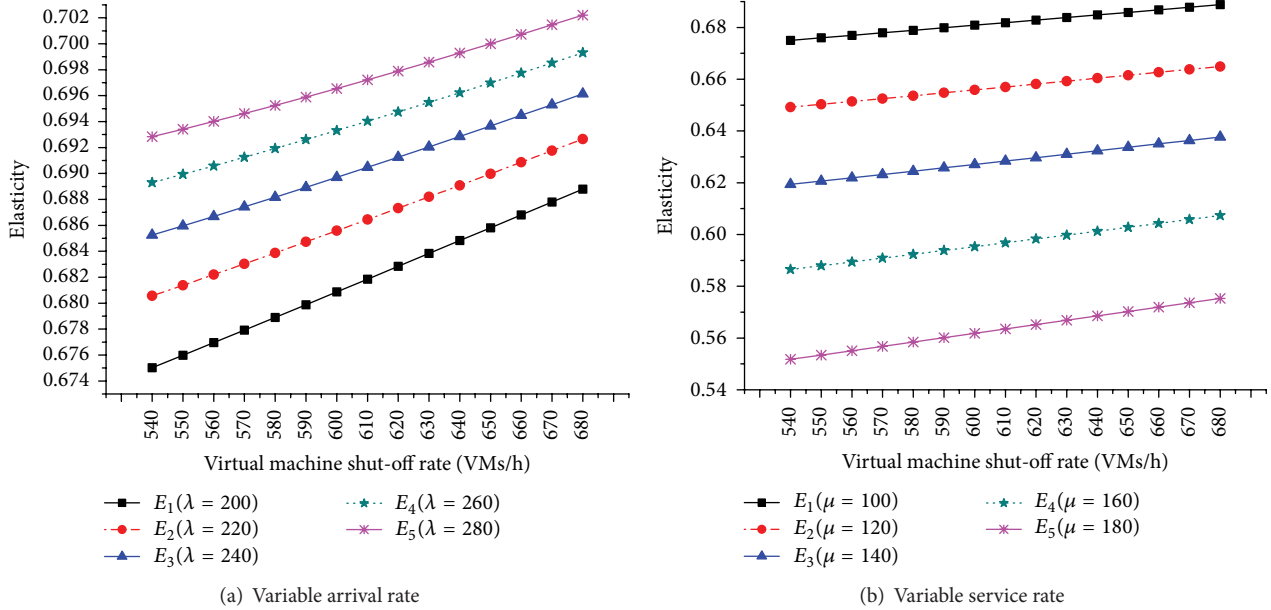 0.702
0.700
0.698
0.696
0.694
0.692
0.690
0.688
0.686
0.684
0.682
0.680
0.678
0.676
0.674
Elasticity
540 550 560 570 580 590 600 610 620 630 640 650 660 670 680
Virtual machine shut-off rate (VMs/h)
E₁(λ = 200)
E₂(λ = 220)
E₃(λ = 240)
E₄(λ = 260)
E₅(λ = 280)
(a) Variable arrival rate
0.68
0.66
0.64
0.62
0.60
0.58
0.56
0.54
Elasticity
540 550 560 570 580 590 600 610 620 630 640 650 660 670 680
Virtual machine shut-off rate (VMs/h)
E₁(μ = 100)
E₂(μ = 120)
E₃(μ = 140)
E₄(μ = 160)
E₅(μ = 180)
(b) Variable service rate